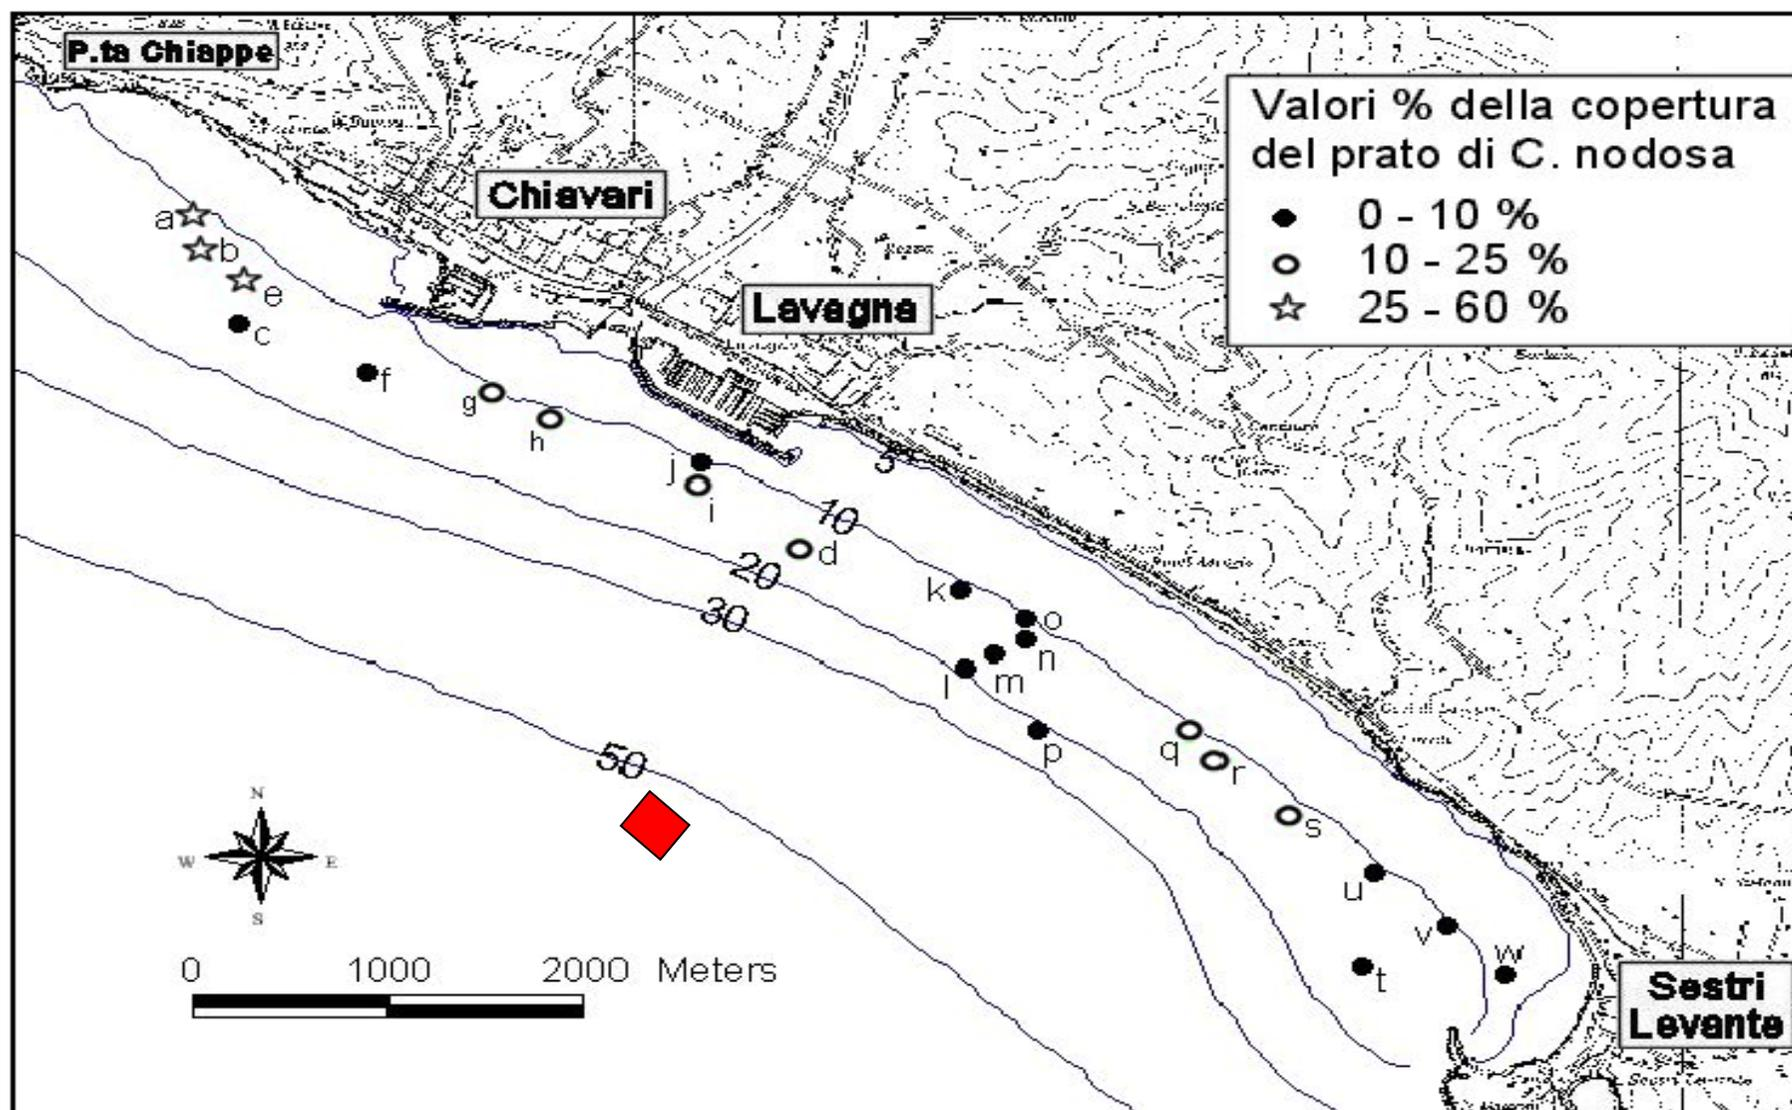 P.ta Chiappe
Valori % della copertura
del prato di C. nodosa
0 - 10 %
10 - 25 %
25 - 60 %
Chiavari
Lavagna
a
b
e
c
f
g
h
j
i
d
5
10
20
30
50
k
o
n
m
l
p
q
r
s
u
v
w
t
N
W
E
S
0 1000 2000 Meters
Sestri
Levante